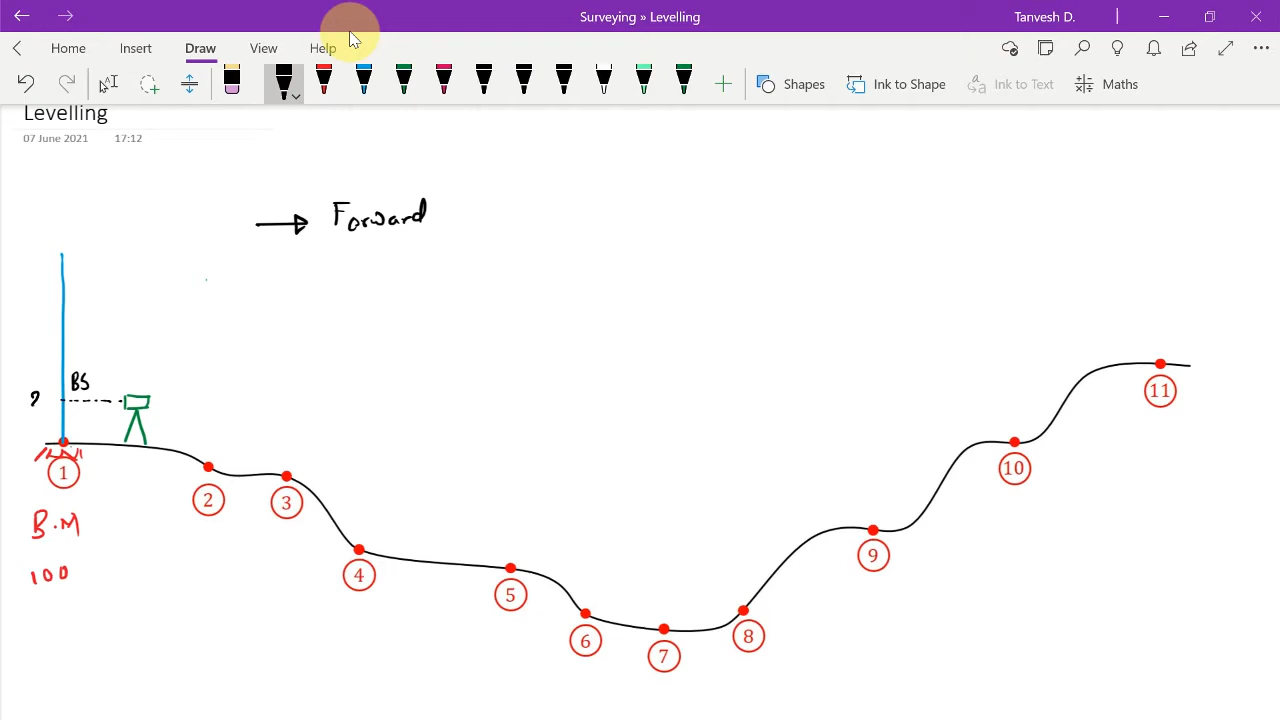 Surveying » Levelling
Tanvesh D.
Home Insert Draw View Help
Shapes Ink to Shape Ink to Text Maths
Levelling
07 June 2021 17:12
→ Forward
? BS
1
2
3
4
5
6
7
8
9
10
11
B.M
100